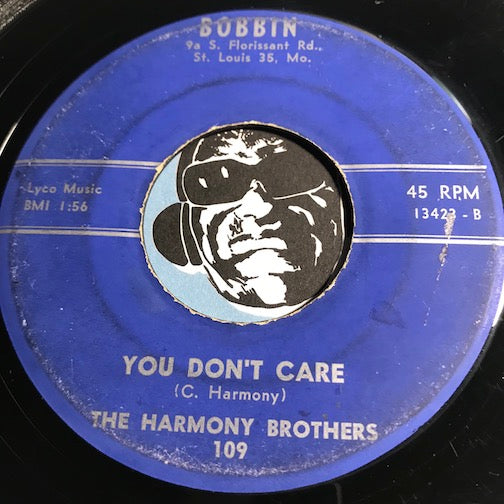 BOBBIN
9a S. Florissant Rd.,
St. Louis 35, Mo.
Lyco Music
BMI 1:56
45 RPM
13423 - B
YOU DON'T CARE
(C. Harmony)
THE HARMONY BROTHERS
109